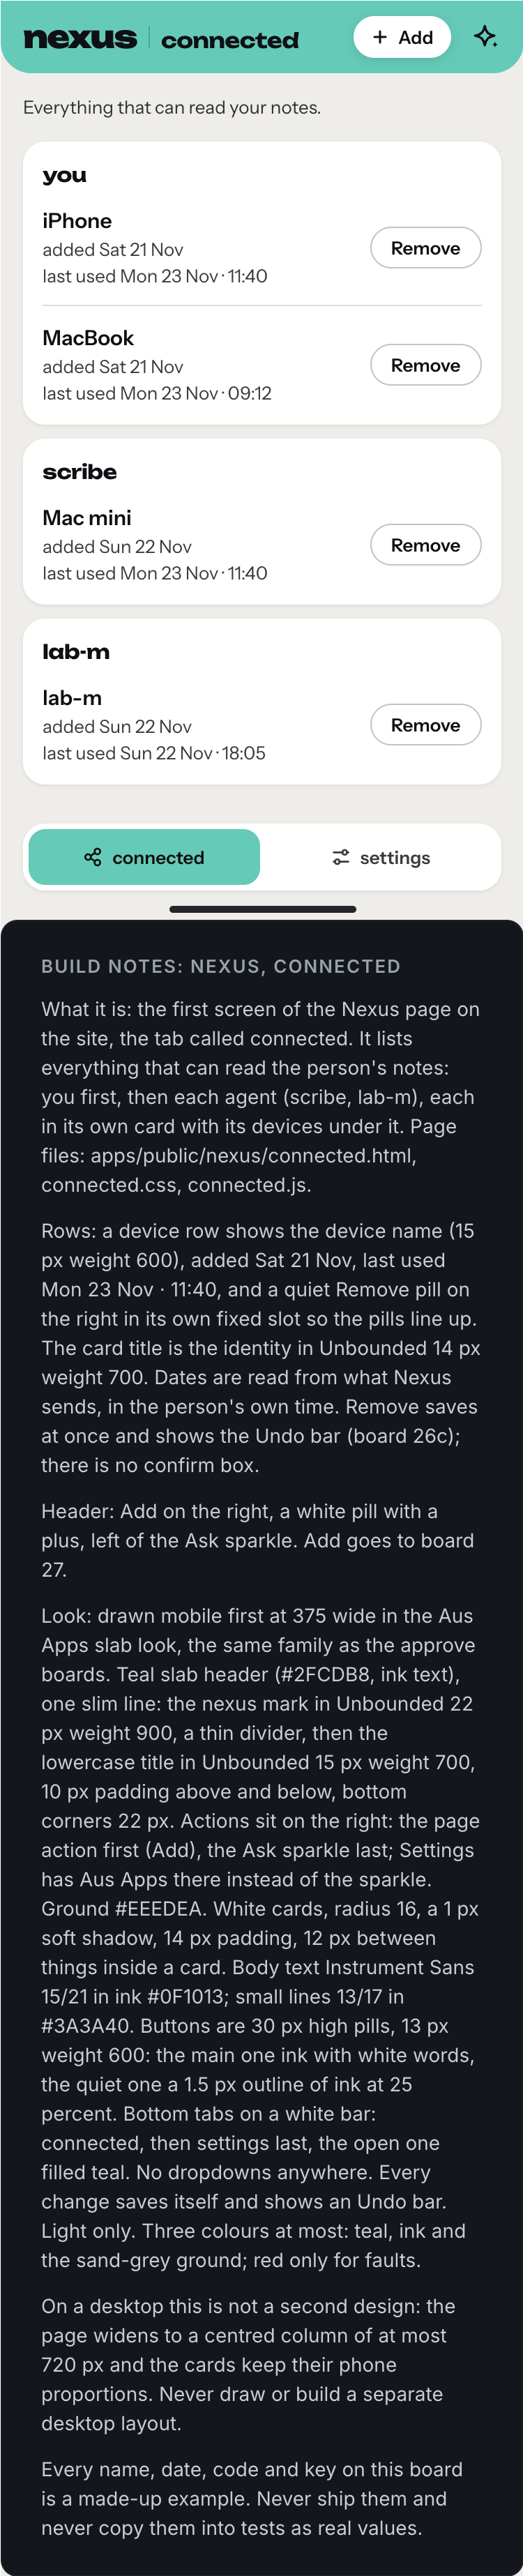 nexus connected + Add
Everything that can read your notes.
you
iPhone
added Sat 21 Nov
last used Mon 23 Nov · 11:40
Remove
MacBook
added Sat 21 Nov
last used Mon 23 Nov · 09:12
Remove
scribe
Mac mini
added Sun 22 Nov
last used Mon 23 Nov · 11:40
Remove
lab-m
lab-m
added Sun 22 Nov
last used Sun 22 Nov · 18:05
Remove
connected
settings
BUILD NOTES: NEXUS, CONNECTED
What it is: the first screen of the Nexus page on
the site, the tab called connected. It lists
everything that can read the person's notes:
you first, then each agent (scribe, lab-m), each
in its own card with its devices under it. Page
files: apps/public/nexus/connected.html,
connected.css, connected.js.
Rows: a device row shows the device name (15
px weight 600), added Sat 21 Nov, last used
Mon 23 Nov · 11:40, and a quiet Remove pill on
the right in its own fixed slot so the pills line up.
The card title is the identity in Unbounded 14 px
weight 700. Dates are read from what Nexus
sends, in the person's own time. Remove saves
at once and shows the Undo bar (board 26c);
there is no confirm box.
Header: Add on the right, a white pill with a
plus, left of the Ask sparkle. Add goes to board
27.
Look: drawn mobile first at 375 wide in the Aus
Apps slab look, the same family as the approve
boards. Teal slab header (#2FCDB8, ink text),
one slim line: the nexus mark in Unbounded 22
px weight 900, a thin divider, then the
lowercase title in Unbounded 15 px weight 700,
10 px padding above and below, bottom
corners 22 px. Actions sit on the right: the page
action first (Add), the Ask sparkle last; Settings
has Aus Apps there instead of the sparkle.
Ground #EEEDEA. White cards, radius 16, a 1 px
soft shadow, 14 px padding, 12 px between
things inside a card. Body text Instrument Sans
15/21 in ink #0F1013; small lines 13/17 in
#3A3A40. Buttons are 30 px high pills, 13 px
weight 600: the main one ink with white words,
the quiet one a 1.5 px outline of ink at 25
percent. Bottom tabs on a white bar:
connected, then settings last, the open one
filled teal. No dropdowns anywhere. Every
change saves itself and shows an Undo bar.
Light only. Three colours at most: teal, ink and
the sand-grey ground; red only for faults.
On a desktop this is not a second design: the
page widens to a centred column of at most
720 px and the cards keep their phone
proportions. Never draw or build a separate
desktop layout.
Every name, date, code and key on this board
is a made-up example. Never ship them and
never copy them into tests as real values.